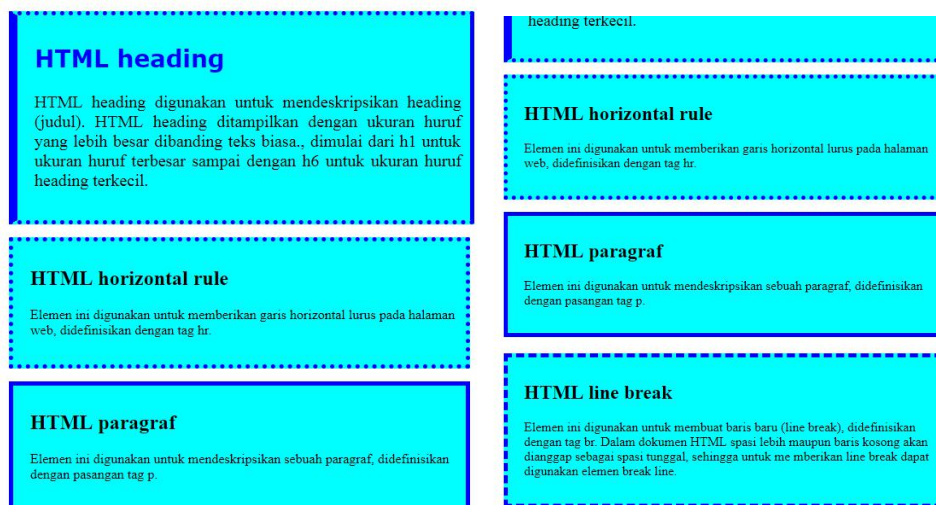 HTML heading
HTML heading digunakan untuk mendeskripsikan heading
(judul). HTML heading ditampilkan dengan ukuran huruf
yang lebih besar dibanding teks biasa., dimulai dari h1 untuk
ukuran huruf terbesar sampai dengan h6 untuk ukuran huruf
heading terkecil.
HTML horizontal rule
Elemen ini digunakan untuk memberikan garis horizontal lurus pada halaman
web, didefinisikan dengan tag hr.
HTML paragraf
Elemen ini digunakan untuk mendeskripsikan sebuah paragraf, didefinisikan
dengan pasangan tag p.
heading terkecil.
HTML horizontal rule
Elemen ini digunakan untuk memberikan garis horizontal lurus pada halaman
web, didefinisikan dengan tag hr.
HTML paragraf
Elemen ini digunakan untuk mendeskripsikan sebuah paragraf, didefinisikan
dengan pasangan tag p.
HTML line break
Elemen ini digunakan untuk membuat baris baru (line break), didefinisikan
dengan tag br. Dalam dokumen HTML spasi lebih maupun baris kosong akan
dianggap sebagai spasi tunggal, sehingga untuk me mberikan line break dapat
digunakan elemen break line.